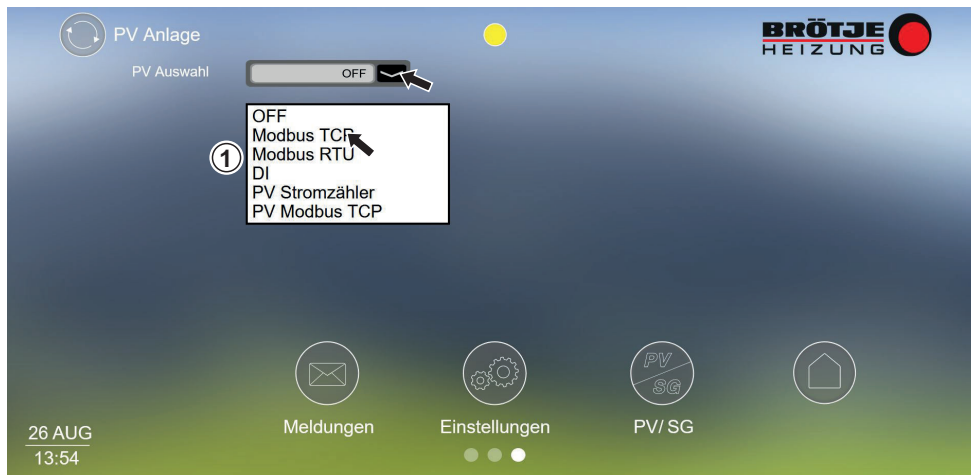 PV Anlage
BRÖTJE
HEIZUNG
PV Auswahl
OFF
OFF
Modbus TCP
Modbus RTU
DI
PV Stromzähler
PV Modbus TCP
1
PV
SG
Meldungen
Einstellungen
PV/ SG
26 AUG
13:54